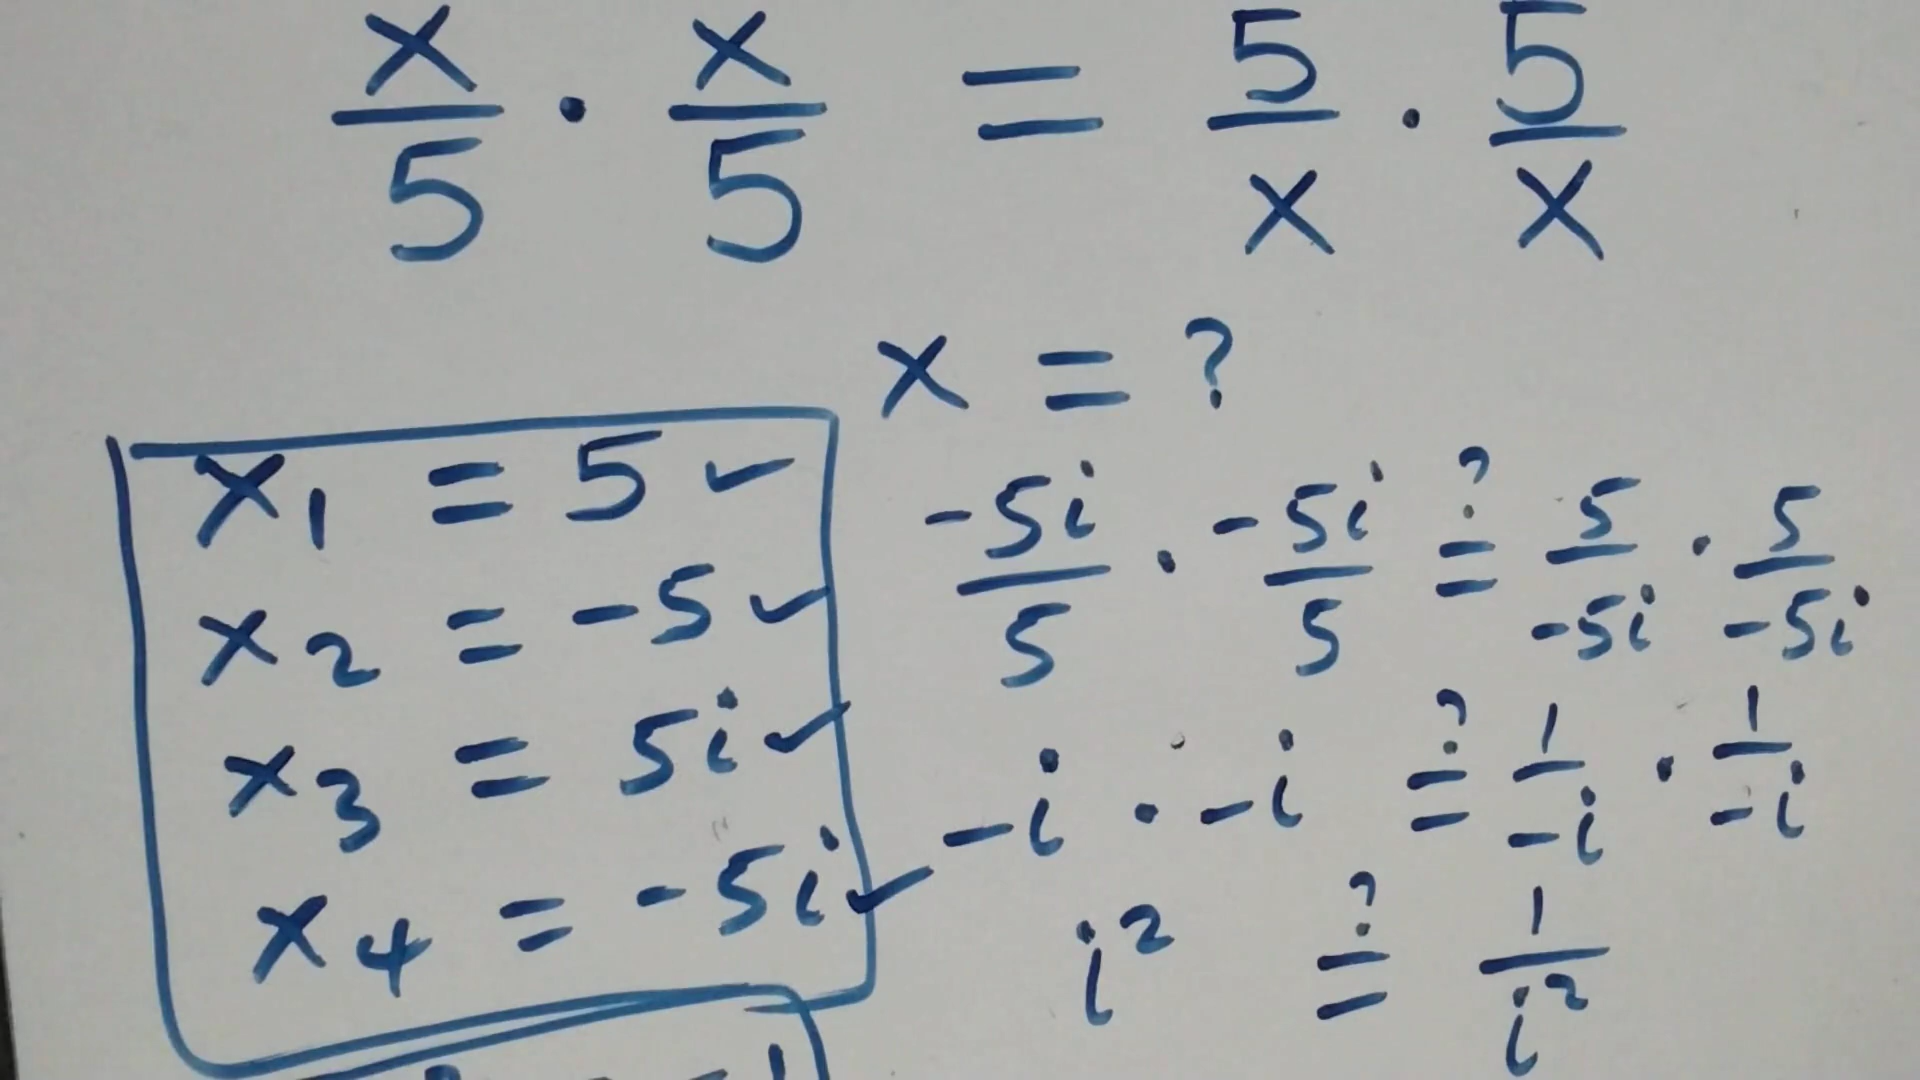 x/5 · x/5 = 5/x · 5/x
x = ?
x₁ = 5 ✓
x₂ = -5 ✓
x₃ = 5i ✓
x₄ = -5i ✓
-5i/5 · -5i/5 ≟ 5/-5i · 5/-5i
-i · -i ≟ 1/-i · 1/-i
i² ≟ 1/i²